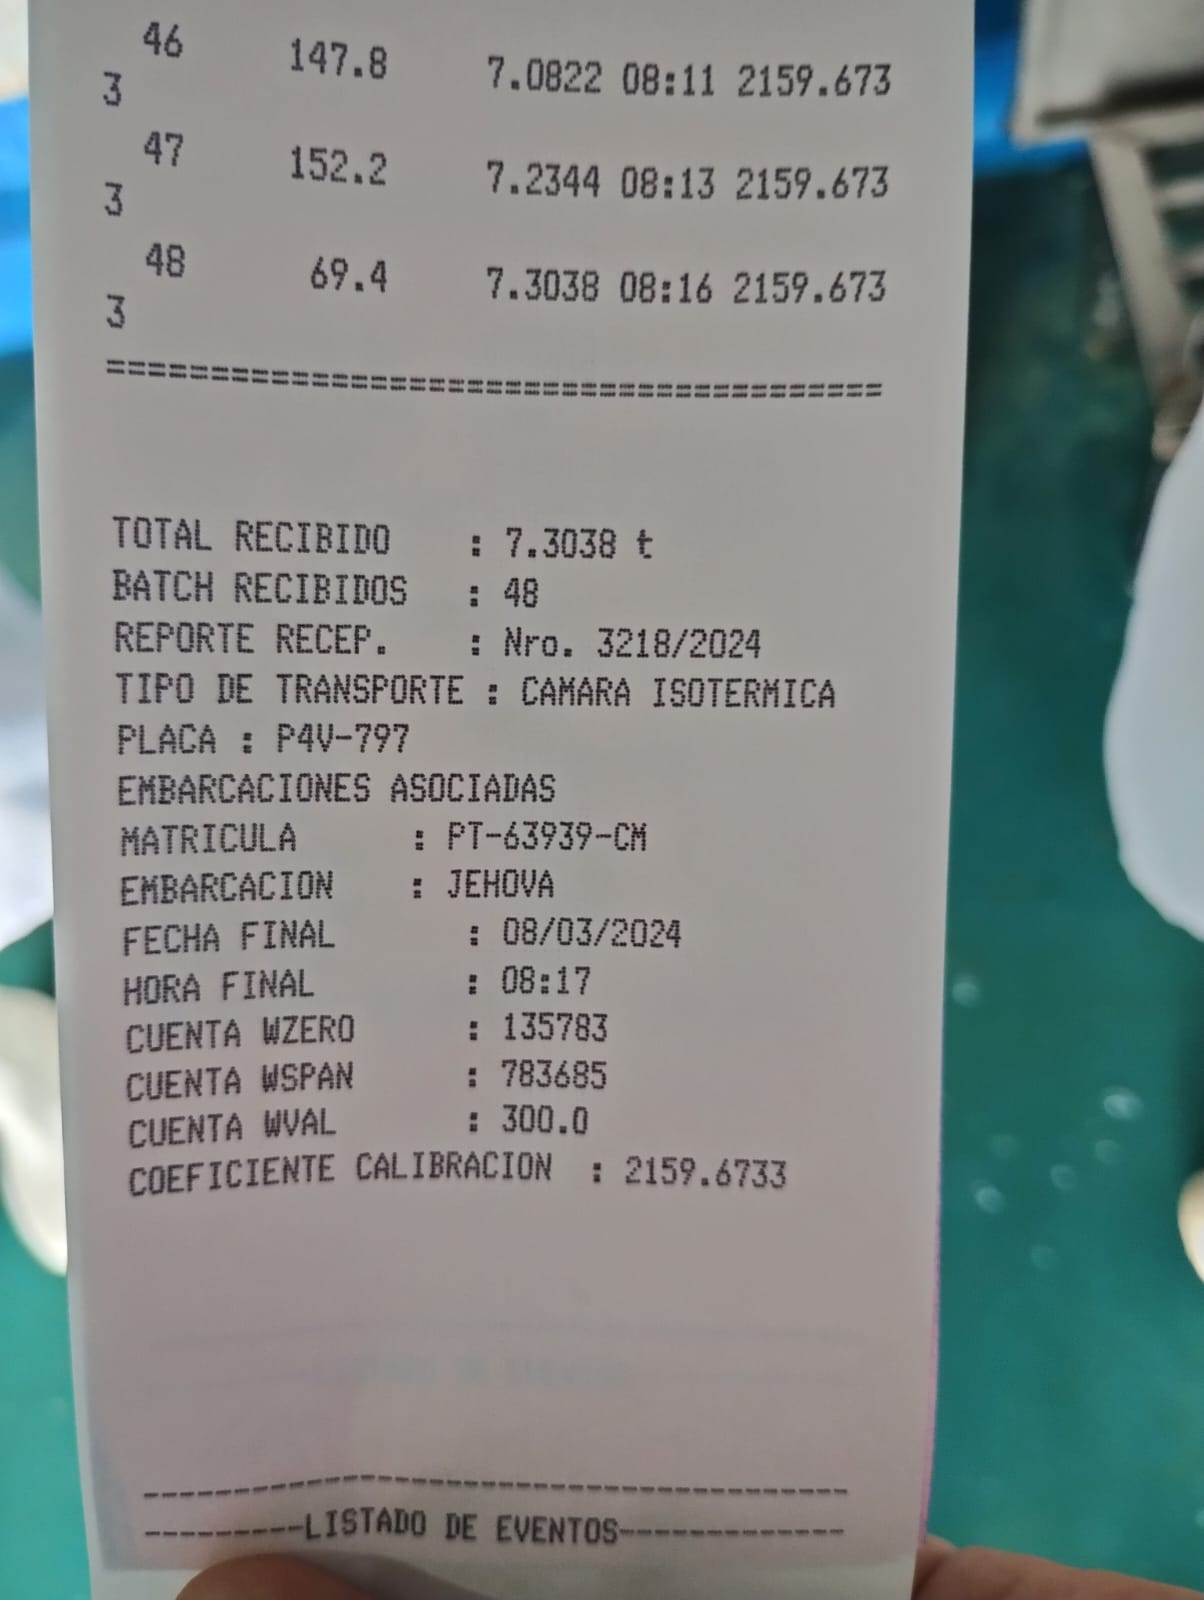 46 147.8 7.0822 08:11 2159.673
3
47 152.2 7.2344 08:13 2159.673
3
48 69.4 7.3038 08:16 2159.673
3
==========================================
TOTAL RECIBIDO : 7.3038 t
BATCH RECIBIDOS : 48
REPORTE RECEP. : Nro. 3218/2024
TIPO DE TRANSPORTE : CAMARA ISOTERMICA
PLACA : P4V-797
EMBARCACIONES ASOCIADAS
MATRICULA : PT-63939-CM
EMBARCACION : JEHOVA
FECHA FINAL : 08/03/2024
HORA FINAL : 08:17
CUENTA WZERO : 135783
CUENTA WSPAN : 783685
CUENTA WVAL : 300.0
COEFICIENTE CALIBRACION : 2159.6733
------------------------------------------
---------LISTADO DE EVENTOS-------------